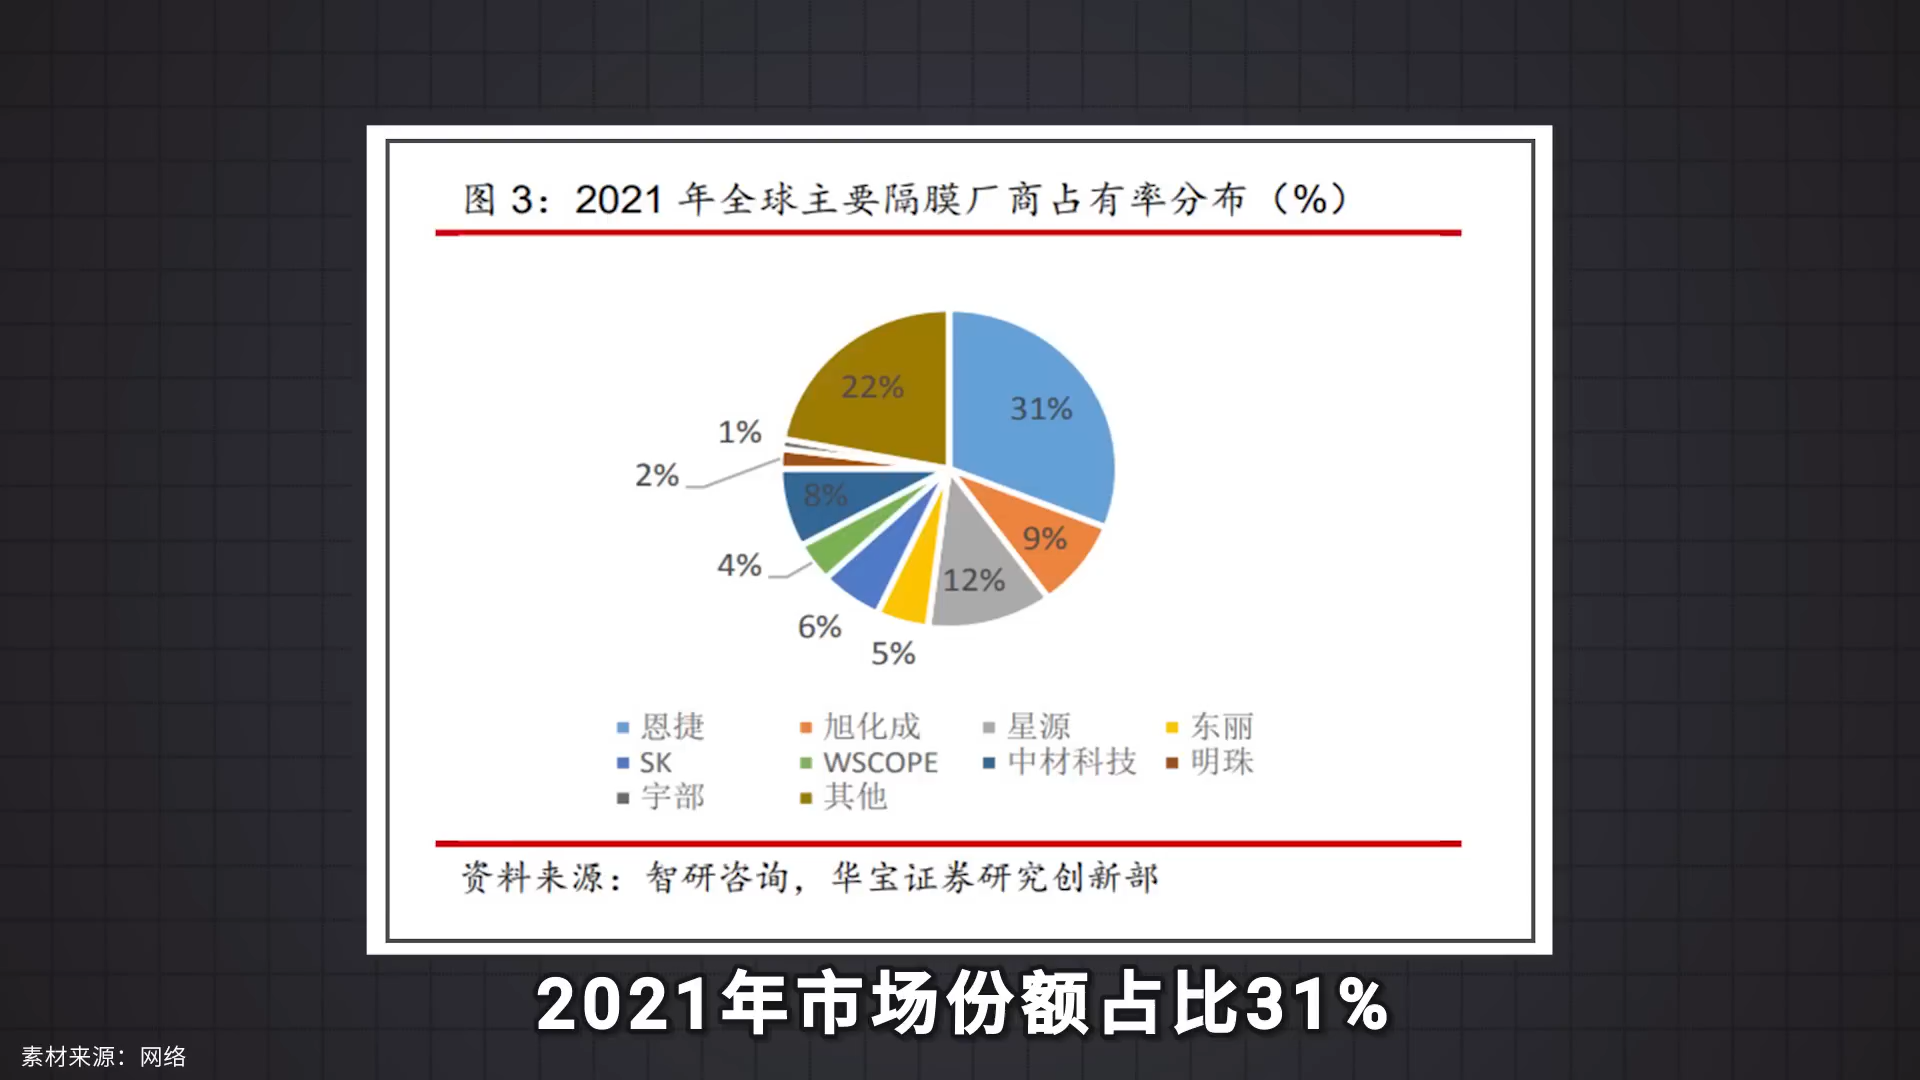 图 3：2021 年全球主要隔膜厂商占有率分布（%）
22%
31%
1%
2%
8%
9%
4%
12%
6%
5%
恩捷 旭化成 星源 东丽
SK WSCOPE 中材科技 明珠
宇部 其他
资料来源：智研咨询，华宝证券研究创新部
2021年市场份额占比31%
素材来源：网络